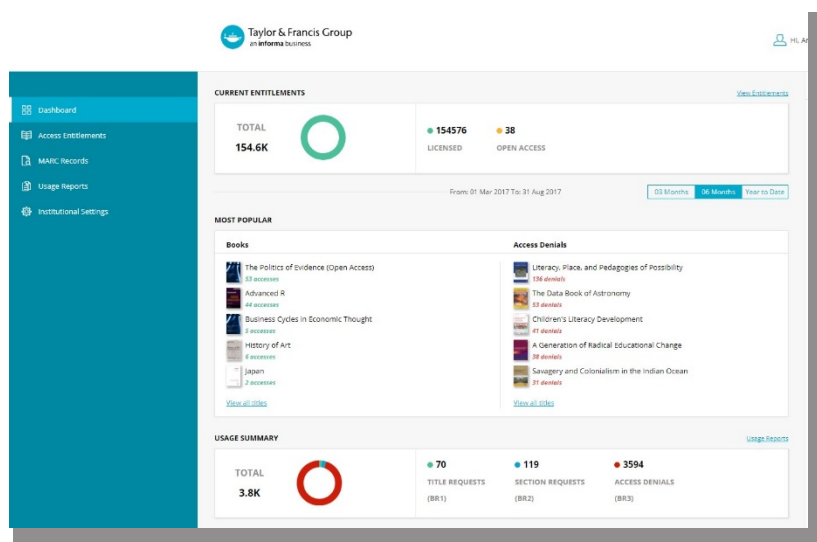 Taylor & Francis Group
an informa business
Hi, Ar
Dashboard
Access Entitlements
MARC Records
Usage Reports
Institutional Settings
CURRENT ENTITLEMENTS
View Entitlements
TOTAL
154.6K
154576
LICENSED
38
OPEN ACCESS
From: 01 Mar 2017 To: 31 Aug 2017
03 Months
06 Months
Year to Date
MOST POPULAR
Books
The Politics of Evidence (Open Access)
53 accesses
Advanced R
44 accesses
Business Cycles in Economic Thought
History of Art
6 accesses
Japan
2 accesses
View all titles
Access Denials
Literacy, Place, and Pedagogies of Possibility
136 denials
The Data Book of Astronomy
53 denials
Children's Literacy Development
41 denials
A Generation of Radical Educational Change
38 denials
Savagery and Colonialism in the Indian Ocean
31 denials
View all titles
USAGE SUMMARY
Usage Reports
TOTAL
3.8K
70
TITLE REQUESTS
(BR1)
119
SECTION REQUESTS
(BR2)
3594
ACCESS DENIALS
(BR3)